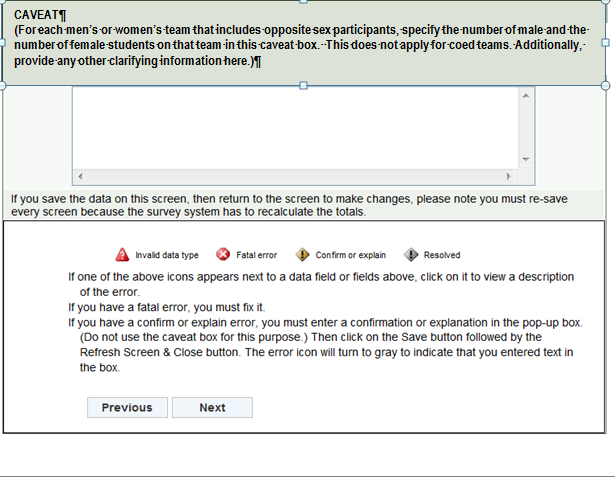 CAVEAT¶
(For each men's or women's team that includes opposite sex participants, specify the number of male and the
number of female students on that team in this caveat box. This does not apply for coed teams. Additionally,
provide any other clarifying information here.)¶
If you save the data on this screen, then return to the screen to make changes, please note you must re-save
every screen because the survey system has to recalculate the totals.
Invalid data type Fatal error Confirm or explain Resolved
If one of the above icons appears next to a data field or fields above, click on it to view a description
of the error.
If you have a fatal error, you must fix it.
If you have a confirm or explain error, you must enter a confirmation or explanation in the pop-up box.
(Do not use the caveat box for this purpose.) Then click on the Save button followed by the
Refresh Screen & Close button. The error icon will turn to gray to indicate that you entered text in
the box.
Previous Next